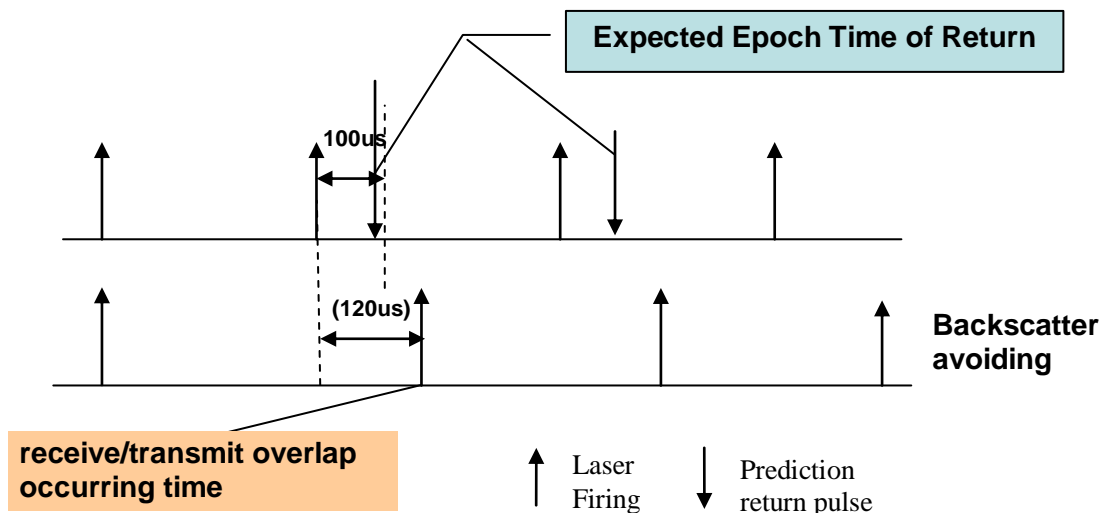 Expected Epoch Time of Return
100us
(120us)
Backscatter
avoiding
receive/transmit overlap
occurring time
Laser
Firing
Prediction
return pulse